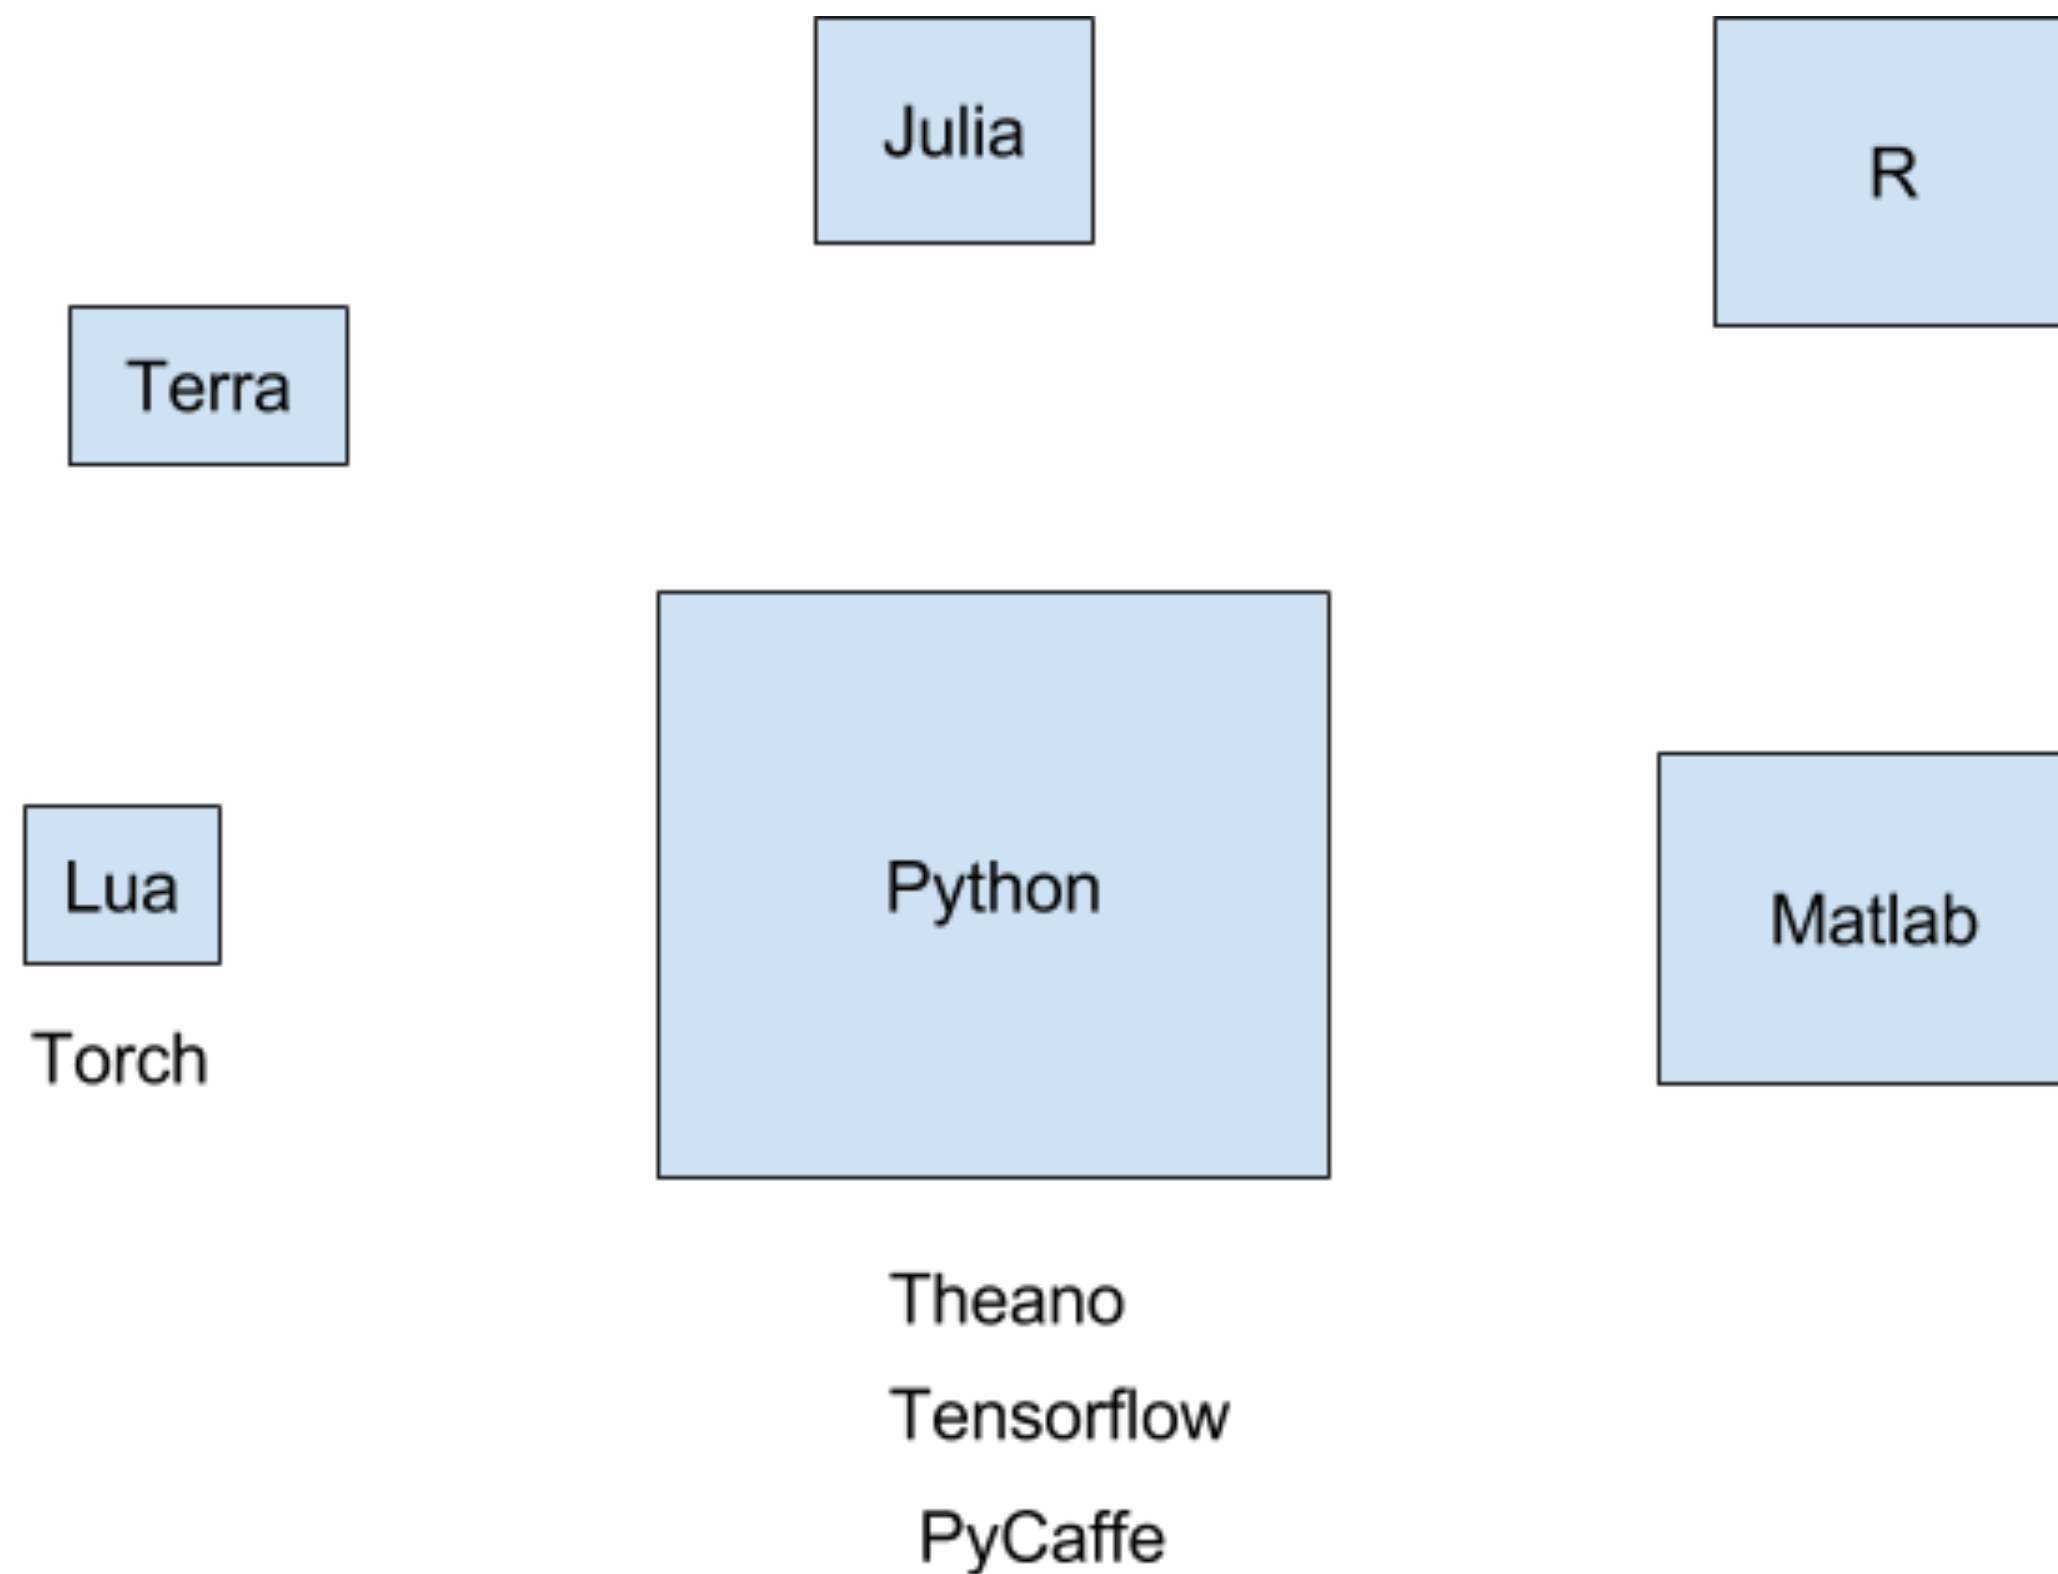 Julia
R
Terra
Lua
Python
Matlab
Torch
Theano
Tensorflow
PyCaffe